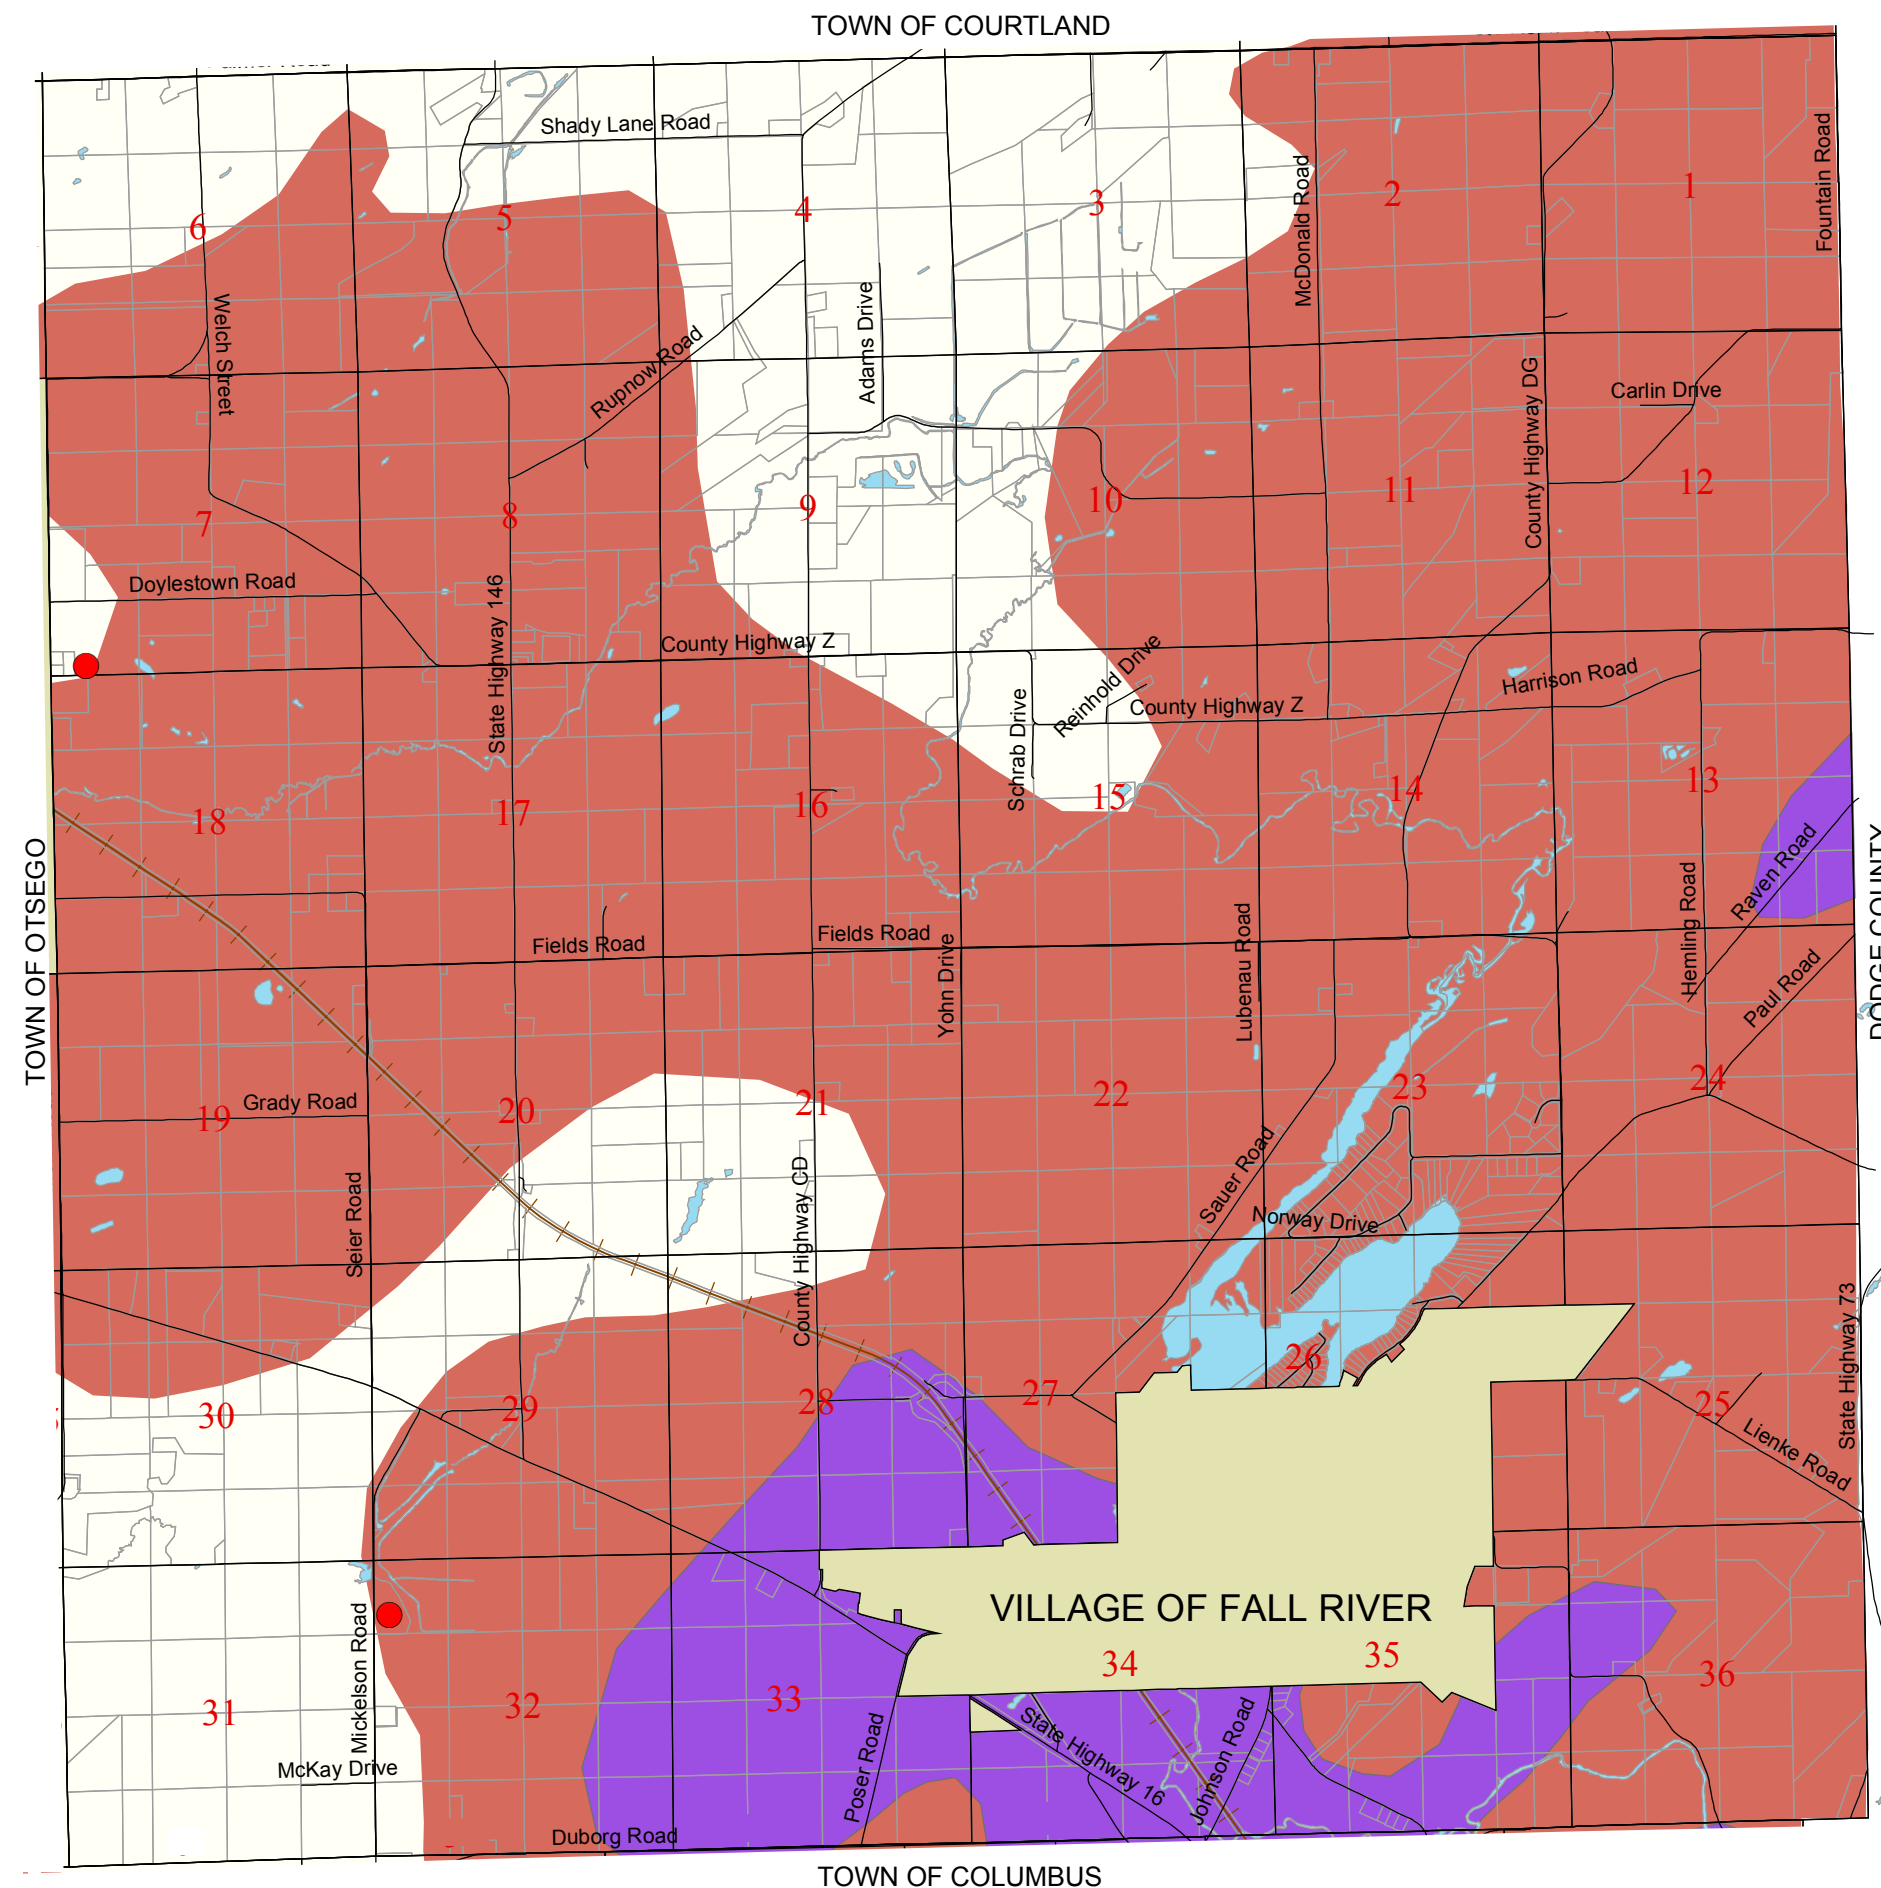 TOWN OF COURTLAND
Shady Lane Road
Fountain Road
McDonald Road
6
5
4
3
2
1
Welch Street
Rupnow Road
Adams Drive
County Highway DG
Carlin Drive
7
8
9
10
11
12
Doylestown Road
State Highway 146
County Highway Z
Reinhold Drive
Schrab Drive
County Highway Z
Harrison Road
18
17
16
15
14
13
TOWN OF OTSEGO
DODGE COUNTY
Raven Road
Hemling Road
Fields Road
Fields Road
Yohn Drive
Lubenau Road
Paul Road
19
Grady Road
20
21
22
23
24
Seier Road
County Highway CD
Sauer Road
Norway Drive
State Highway 73
30
29
28
27
26
25
Lienke Road
VILLAGE OF FALL RIVER
31
Mickelson Road
32
33
34
35
36
McKay Drive
Poser Road
State Highway 16
Johnson Road
Duborg Road
TOWN OF COLUMBUS